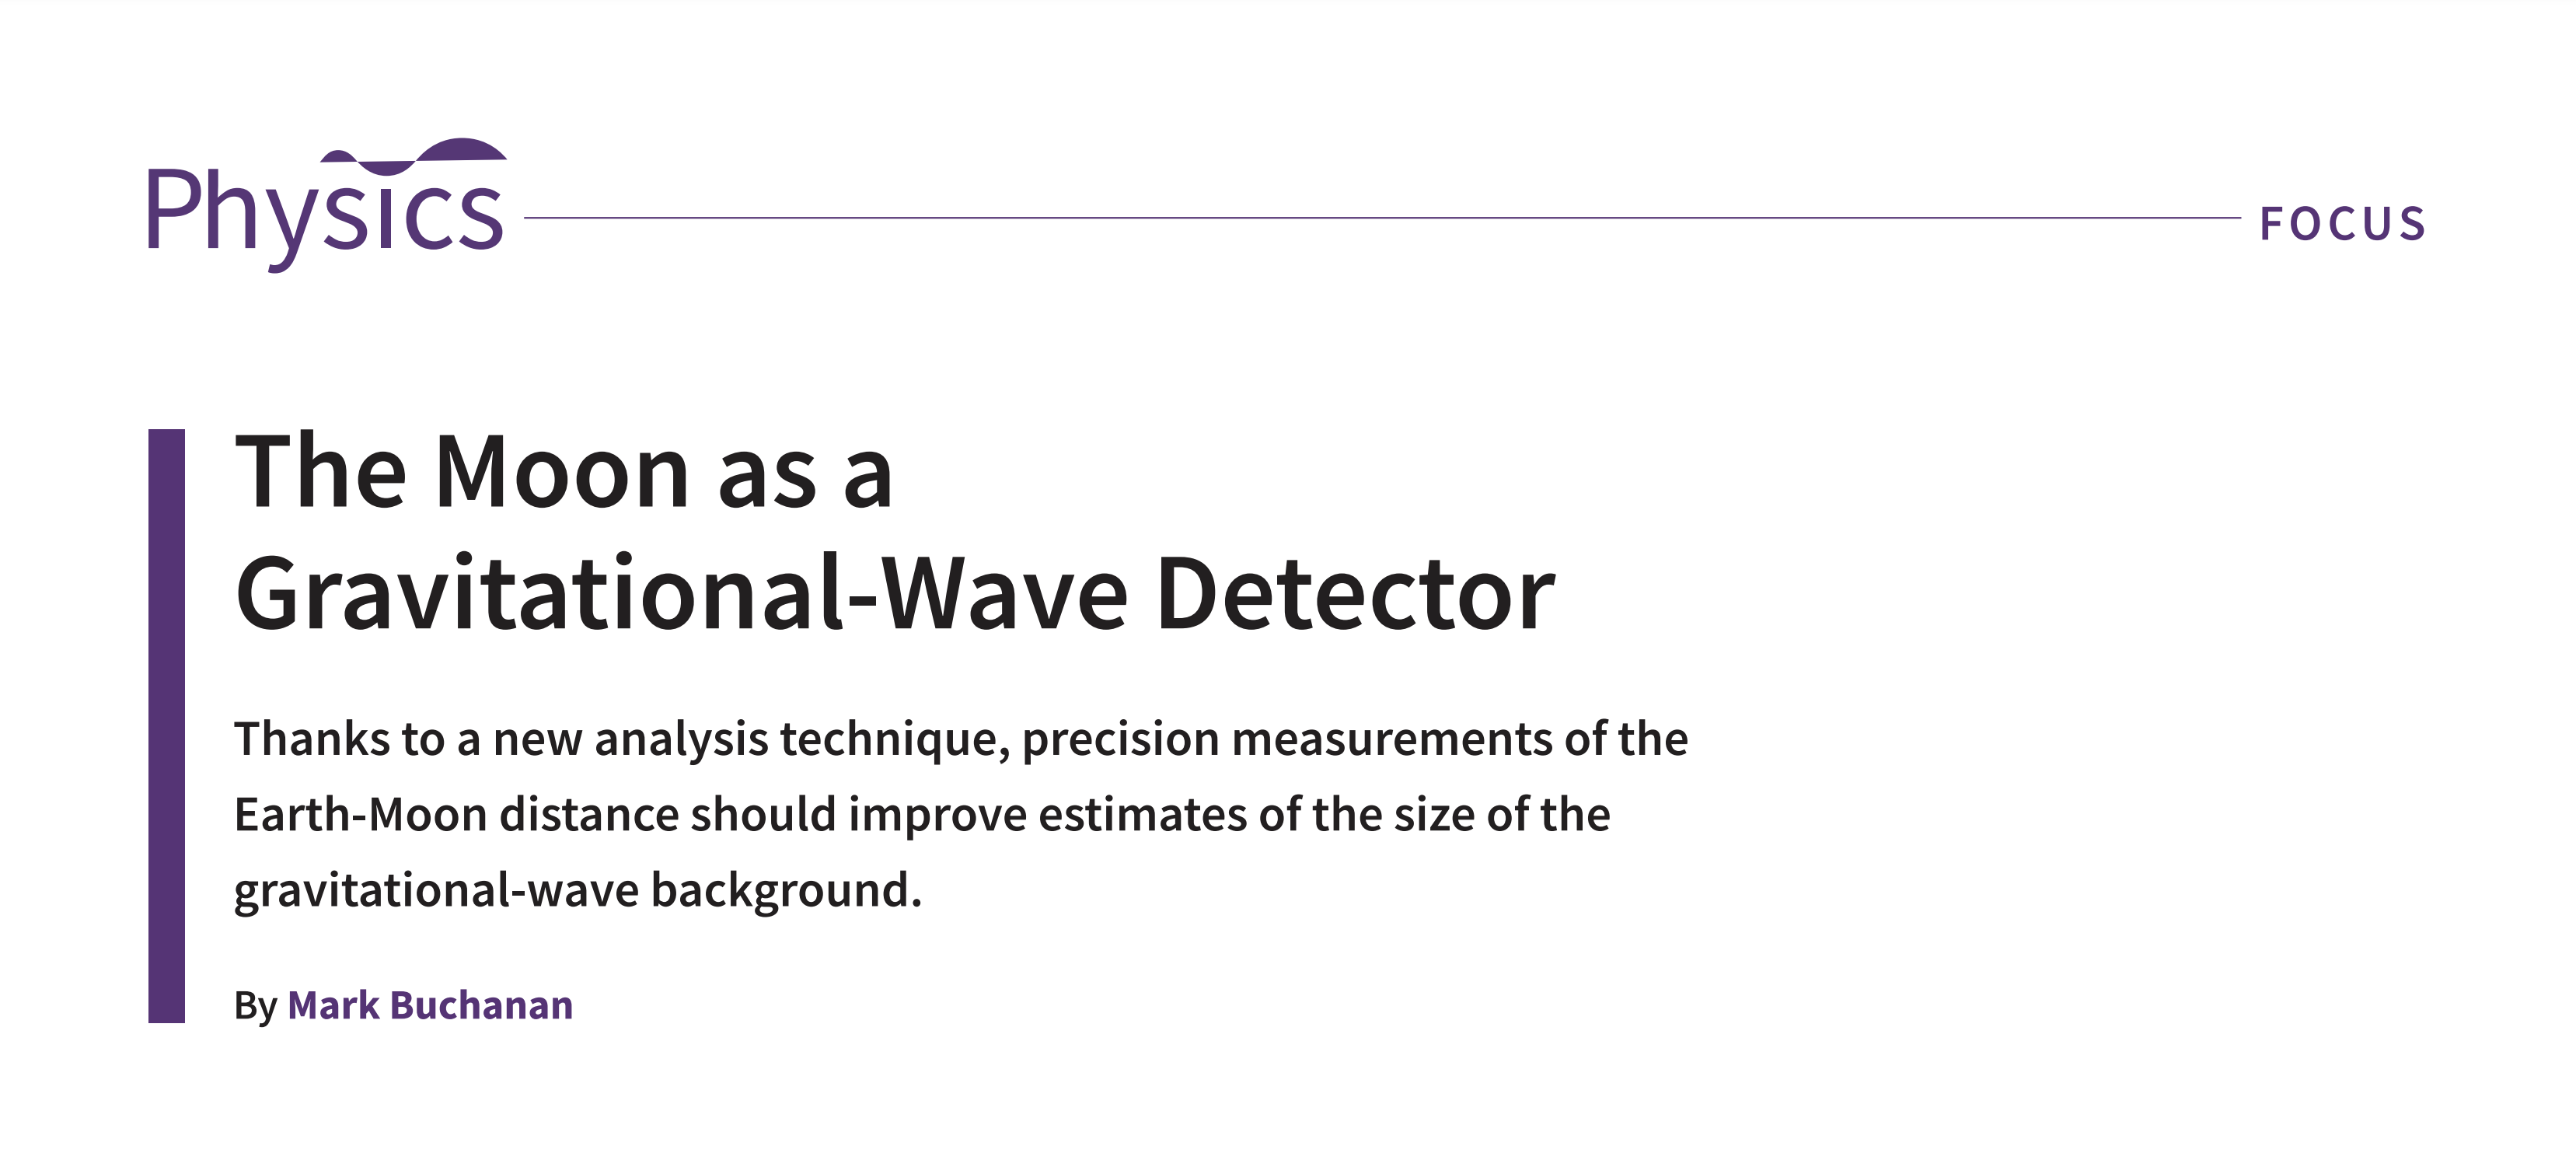 Physics
FOCUS
The Moon as a
Gravitational-Wave Detector
Thanks to a new analysis technique, precision measurements of the
Earth-Moon distance should improve estimates of the size of the
gravitational-wave background.
By Mark Buchanan